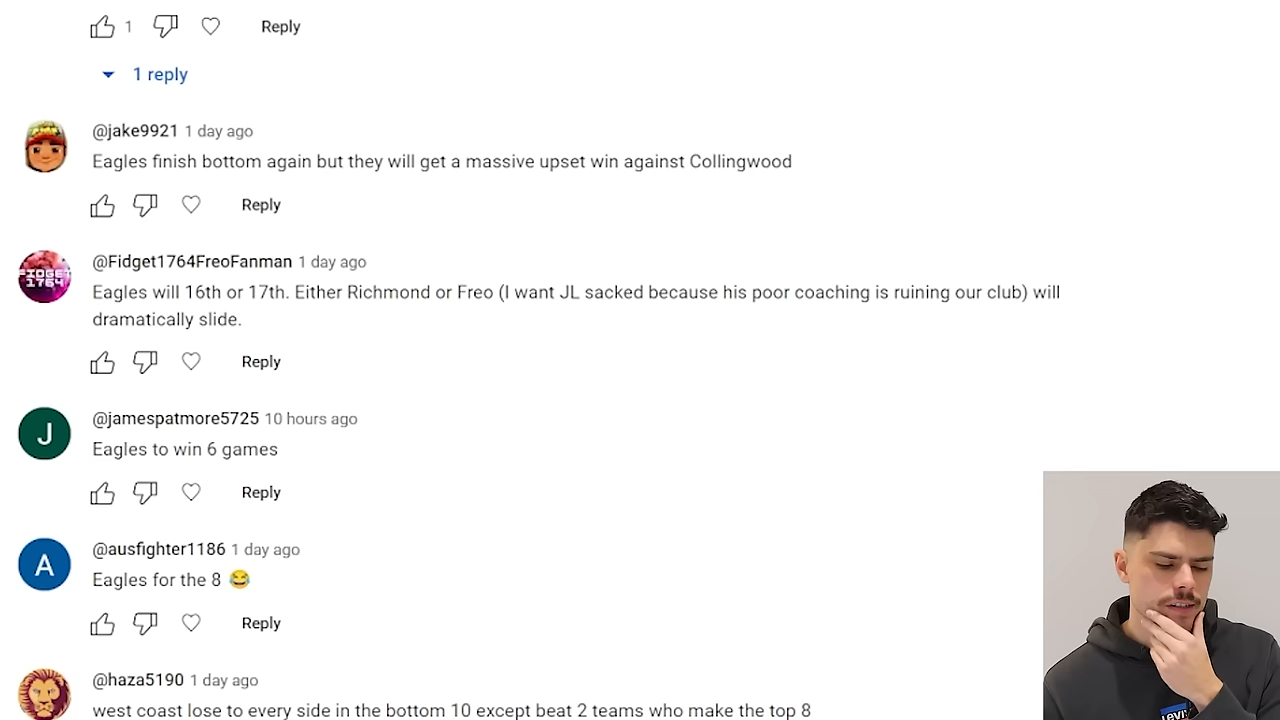 1 Reply
1 reply
@jake9921 1 day ago
Eagles finish bottom again but they will get a massive upset win against Collingwood
Reply
FIDGET
1764
@Fidget1764FreoFanman 1 day ago
Eagles will 16th or 17th. Either Richmond or Freo (I want JL sacked because his poor coaching is ruining our club) will
dramatically slide.
Reply
J
@jamespatmore5725 10 hours ago
Eagles to win 6 games
Reply
A
@ausfighter1186 1 day ago
Eagles for the 8 😂
Reply
@haza5190 1 day ago
west coast lose to every side in the bottom 10 except beat 2 teams who make the top 8
Levi's